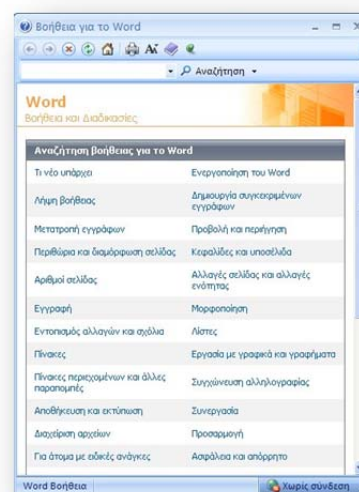 Βοήθεια για το Word
Αναζήτηση
Word
Βοήθεια και Διαδικασίες
Αναζήτηση βοήθειας για το Word
Τι νέο υπάρχει
Ενεργοποίηση του Word
Λήψη βοήθειας
Δημιουργία συγκεκριμένων
εγγράφων
Μετατροπή εγγράφων
Προβολή και περιήγηση
Περιθώρια και διαμόρφωση σελίδας
Κεφαλίδες και υποσέλιδα
Αριθμοί σελίδας
Αλλαγές σελίδας και αλλαγές
ενότητας
Εγγραφή
Μορφοποίηση
Εντοπισμός αλλαγών και σχόλια
Λίστες
Πίνακες
Εργασία με γραφικά και γραφήματα
Πίνακες περιεχομένων και άλλες
παραπομπές
Συγχώνευση αλληλογραφίας
Αποθήκευση και εκτύπωση
Συνεργασία
Διαχείριση αρχείων
Προσαρμογή
Για άτομα με ειδικές ανάγκες
Ασφάλεια και απόρρητο
Word Βοήθεια
Χωρίς σύνδεση